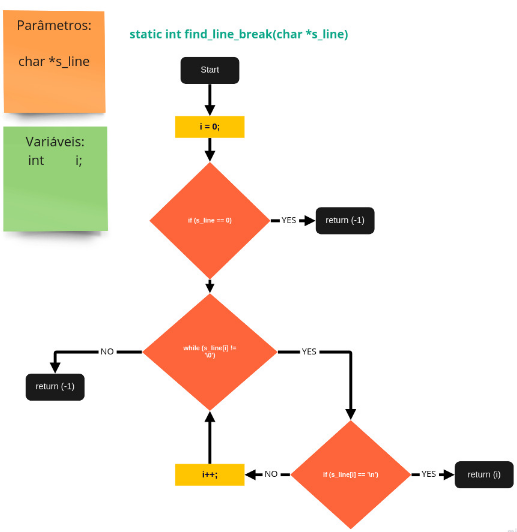 Parâmetros:
char *s_line
static int find_line_break(char *s_line)
Start
Variáveis:
int i;
i = 0;
if (s_line == 0)
YES
return (-1)
while (s_line[i] !=
'\0')
NO
YES
return (-1)
i++;
NO
if (s_line[i] == '\n')
YES
return (i)